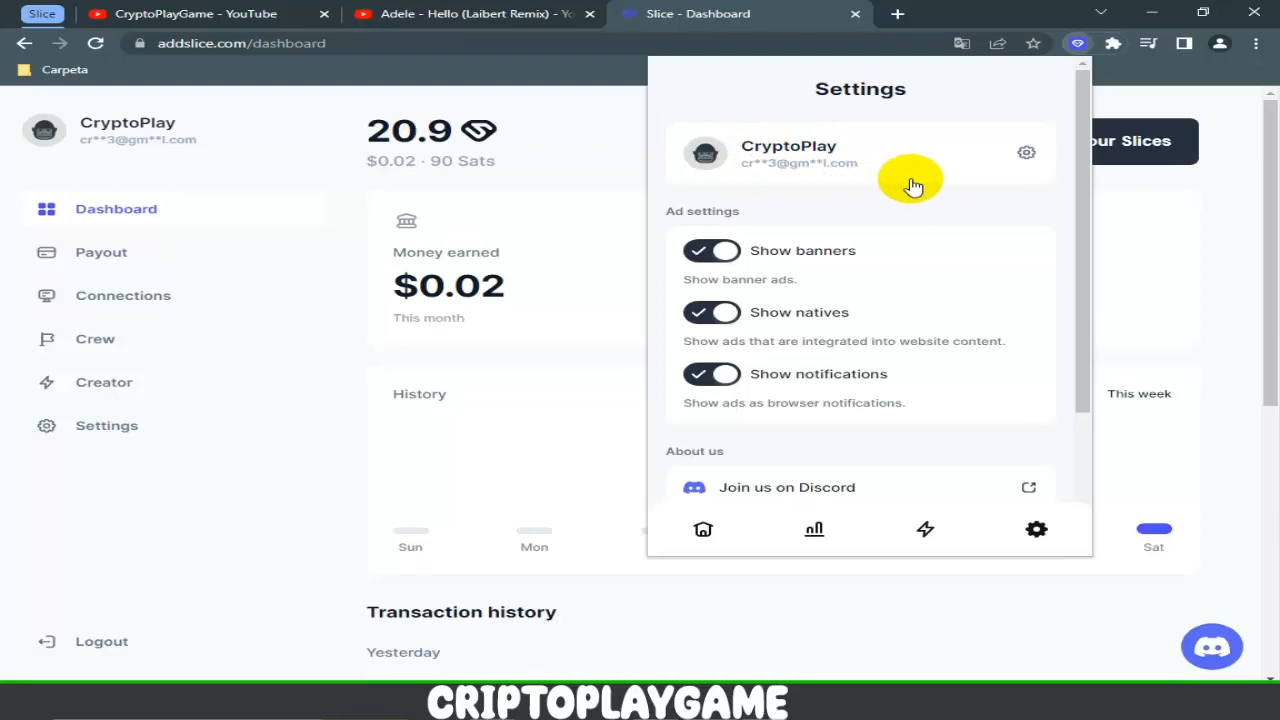 Slice
CryptoPlayGame - YouTube
Adele - Hello (Laibert Remix) - Yo
Slice - Dashboard
addslice.com/dashboard
Carpeta
CryptoPlay
cr**3@gm**l.com
Dashboard
Payout
Connections
Crew
Creator
Settings
Logout
20.9
$0.02 · 90 Sats
our Slices
Money earned
$0.02
This month
History
This week
Sun
Mon
Sat
Transaction history
Yesterday
Settings
CryptoPlay
cr**3@gm**l.com
Ad settings
Show banners
Show banner ads.
Show natives
Show ads that are integrated into website content.
Show notifications
Show ads as browser notifications.
About us
Join us on Discord
CRIPTOPLAYGAME